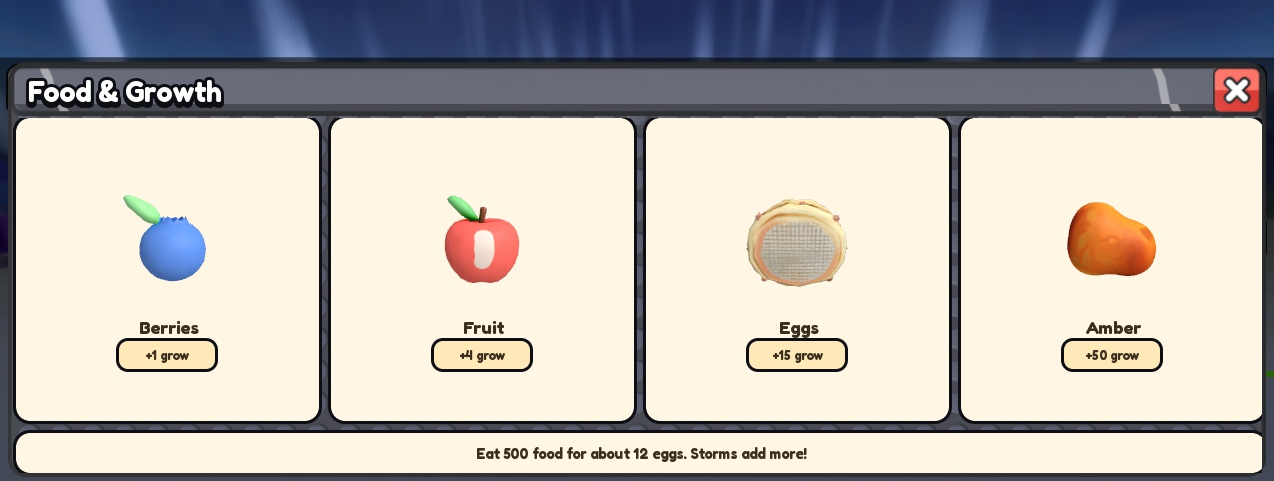 Food & Growth
Berries
+1 grow
Fruit
+4 grow
Eggs
+15 grow
Amber
+50 grow
Eat 500 food for about 12 eggs. Storms add more!